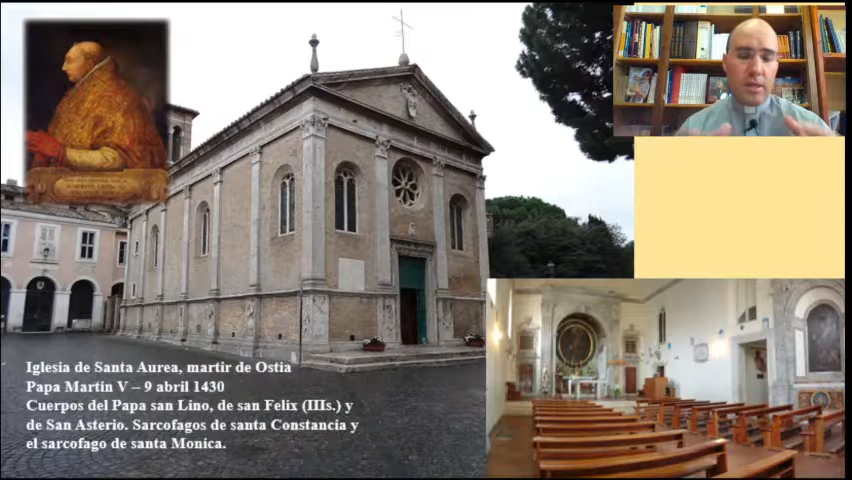 Iglesia de Santa Aurea, martir de Ostia
Papa Martin V – 9 abril 1430
Cuerpos del Papa san Lino, de san Felix (IIIs.) y
de San Asterio. Sarcofagos de santa Constancia y
el sarcofago de santa Monica.